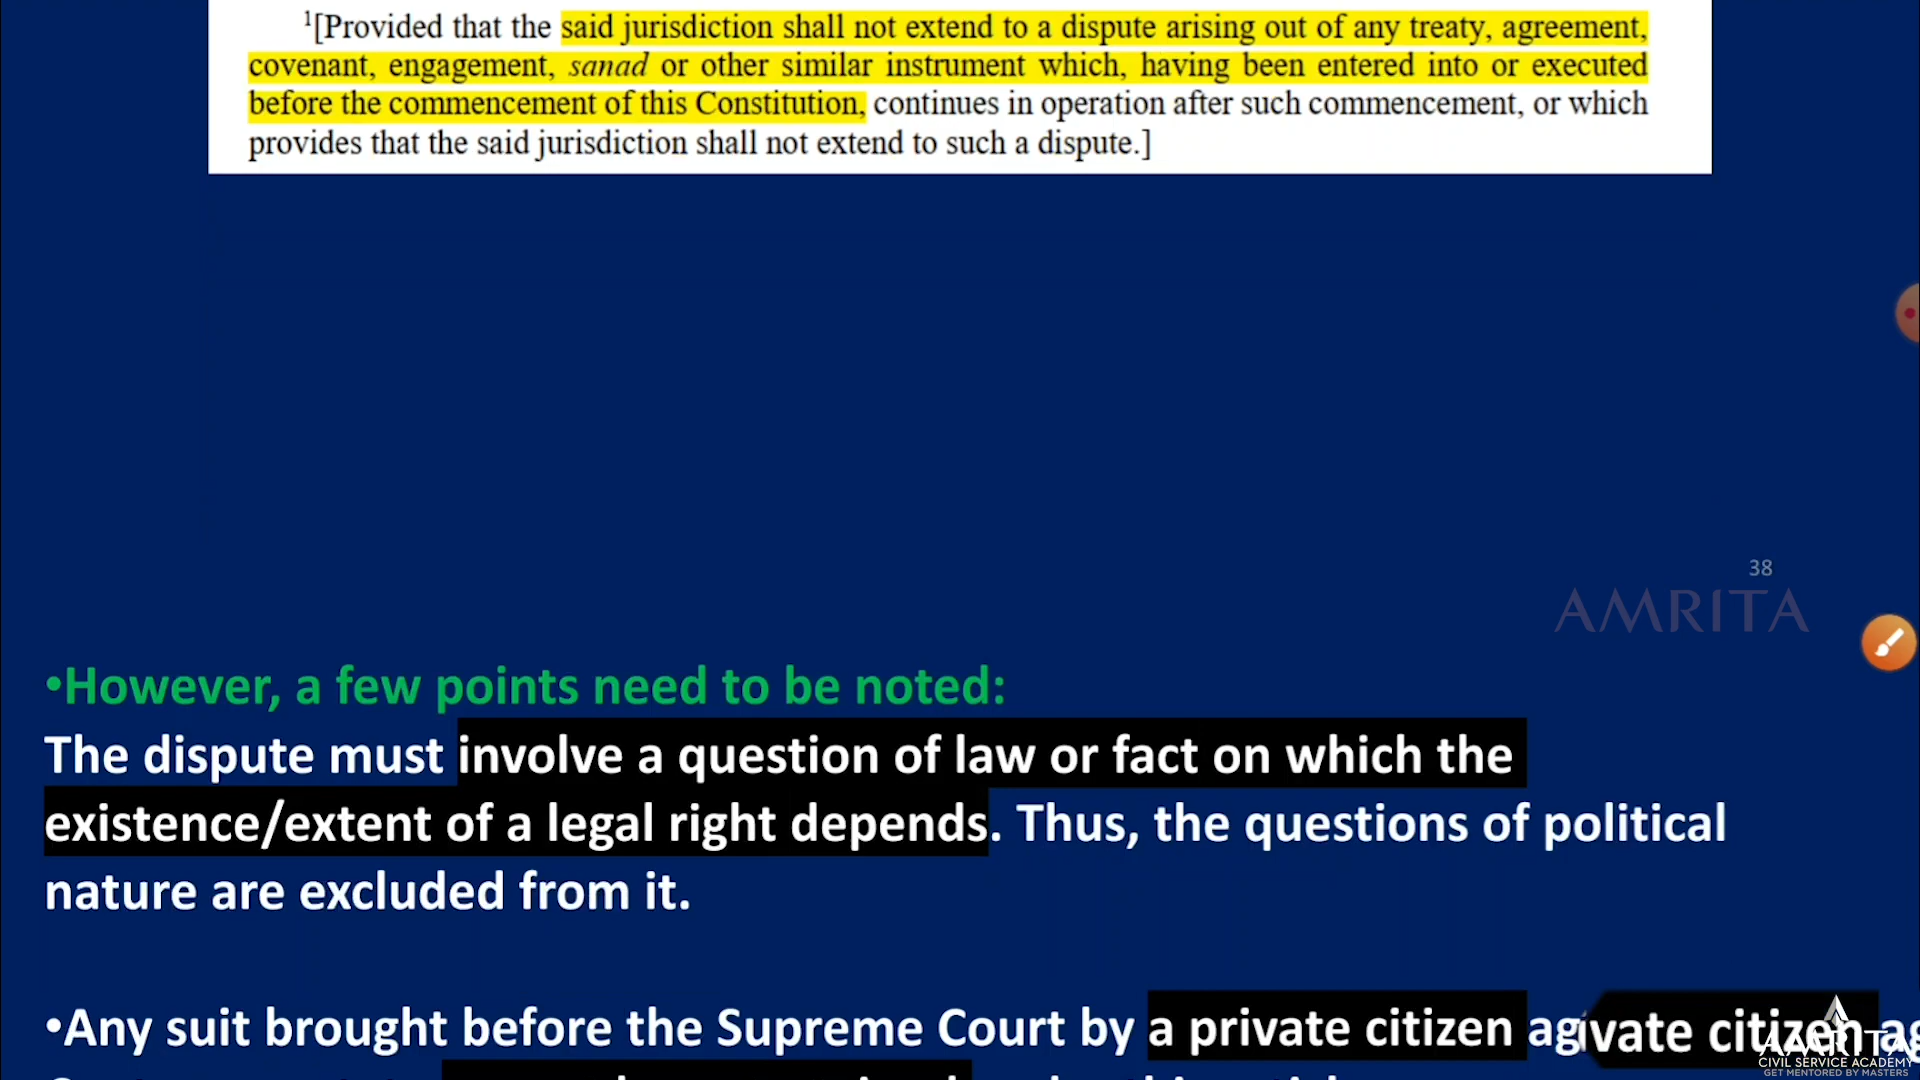 ¹[Provided that the said jurisdiction shall not extend to a dispute arising out of any treaty, agreement,
covenant, engagement, sanad or other similar instrument which, having been entered into or executed
before the commencement of this Constitution, continues in operation after such commencement, or which
provides that the said jurisdiction shall not extend to such a dispute.]
38
AMRITA
•However, a few points need to be noted:
The dispute must involve a question of law or fact on which the
existence/extent of a legal right depends. Thus, the questions of political
nature are excluded from it.
•Any suit brought before the Supreme Court by a private citizen ag
vate citizen ag
AMRITA
CIVIL SERVICE ACADEMY
GET MENTORED BY MASTERS